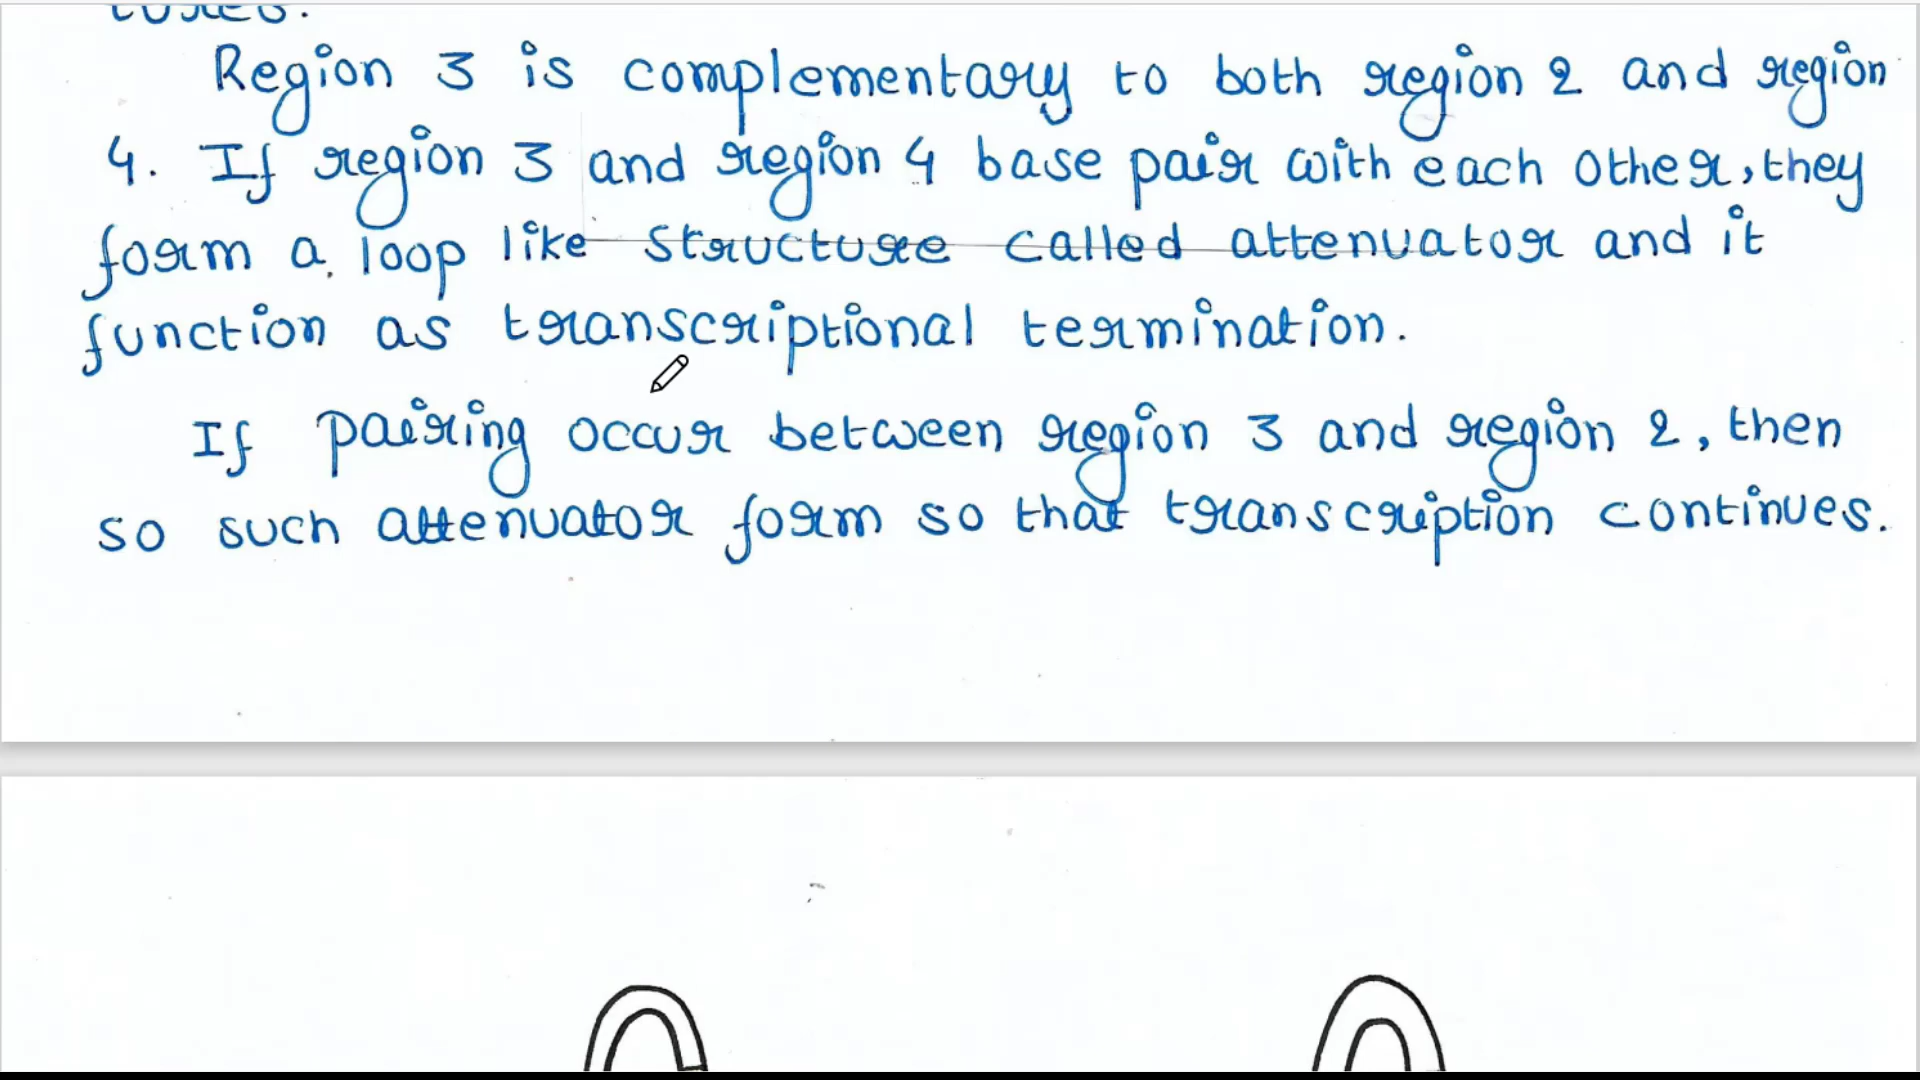 Region 3 is complementary to both region 2 and region
4. If region 3 and region 4 base pair with each other, they
form a loop like structure called attenuator and it
function as transcriptional termination.
If pairing occur between region 3 and region 2, then
so such attenuator form so that transcription continues.